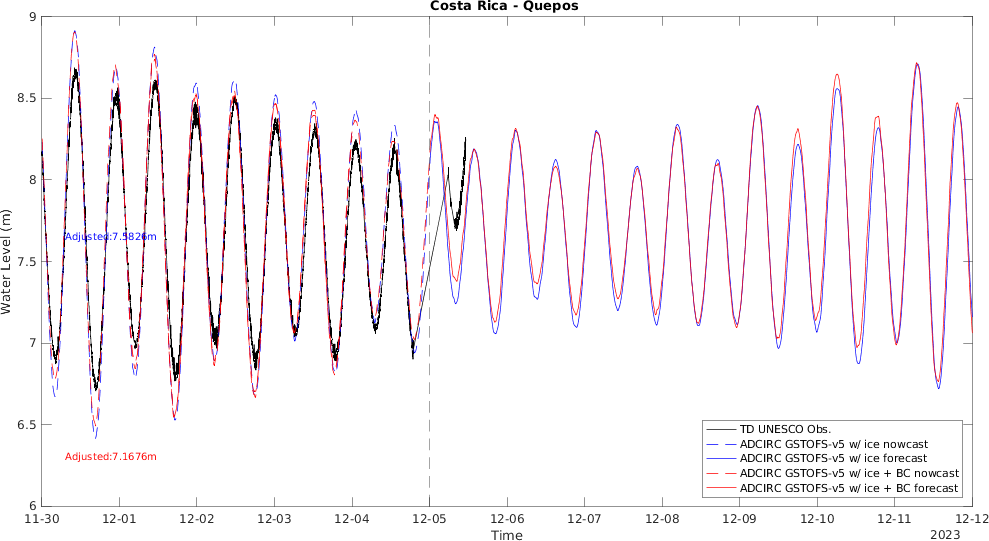 Costa Rica - Quepos
Water Level (m)
9
8.5
8
7.5
7
6.5
6
Adjusted:7.5826m
Adjusted:7.1676m
TD UNESCO Obs.
ADCIRC GSTOFS-v5 w/ ice nowcast
ADCIRC GSTOFS-v5 w/ ice forecast
ADCIRC GSTOFS-v5 w/ ice + BC nowcast
ADCIRC GSTOFS-v5 w/ ice + BC forecast
11-30 12-01 12-02 12-03 12-04 12-05 12-06 12-07 12-08 12-09 12-10 12-11 12-12
Time
2023